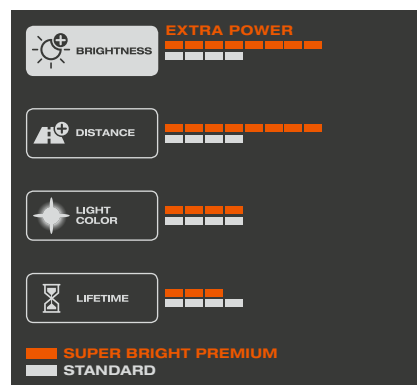 EXTRA POWER
BRIGHTNESS
DISTANCE
LIGHT
COLOR
LIFETIME
SUPER BRIGHT PREMIUM
STANDARD